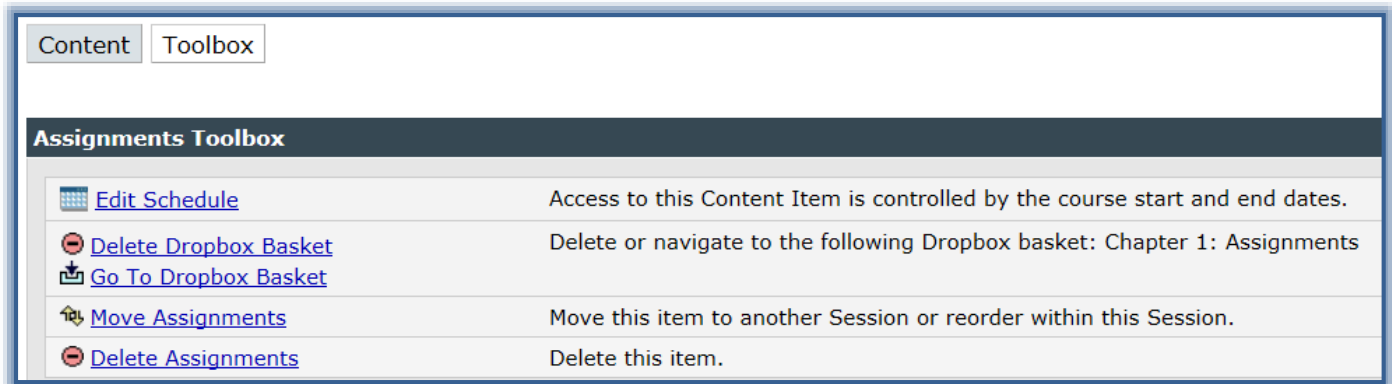 Content Toolbox
Assignments Toolbox
Edit Schedule Access to this Content Item is controlled by the course start and end dates.
Delete Dropbox Basket Delete or navigate to the following Dropbox basket: Chapter 1: Assignments
Go To Dropbox Basket
Move Assignments Move this item to another Session or reorder within this Session.
Delete Assignments Delete this item.